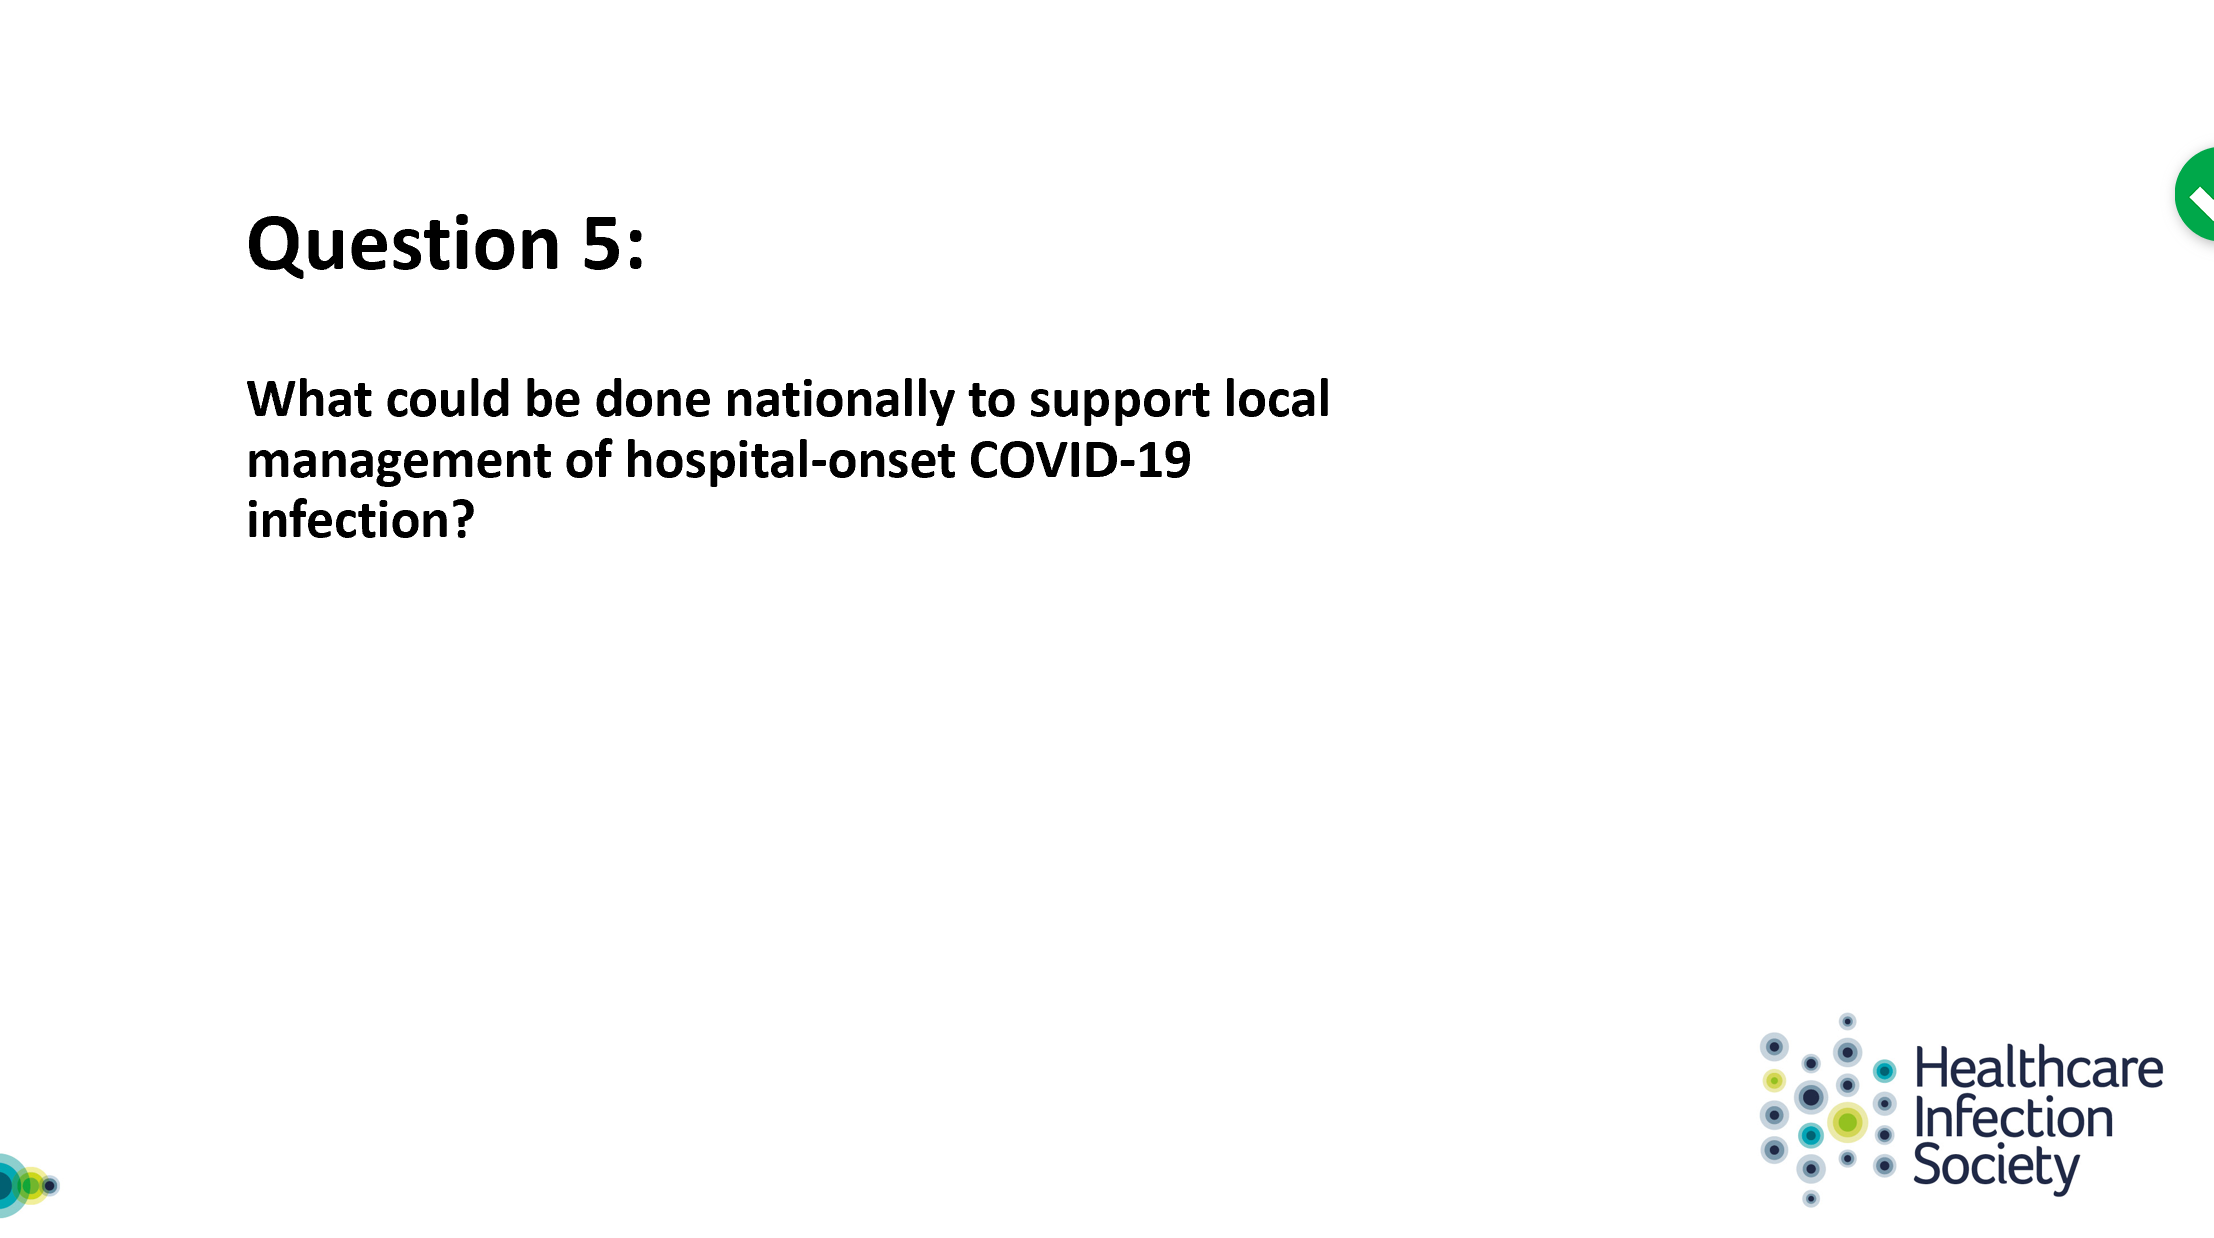 Question 5:
What could be done nationally to support local
management of hospital-onset COVID-19
infection?
Healthcare
Infection
Society